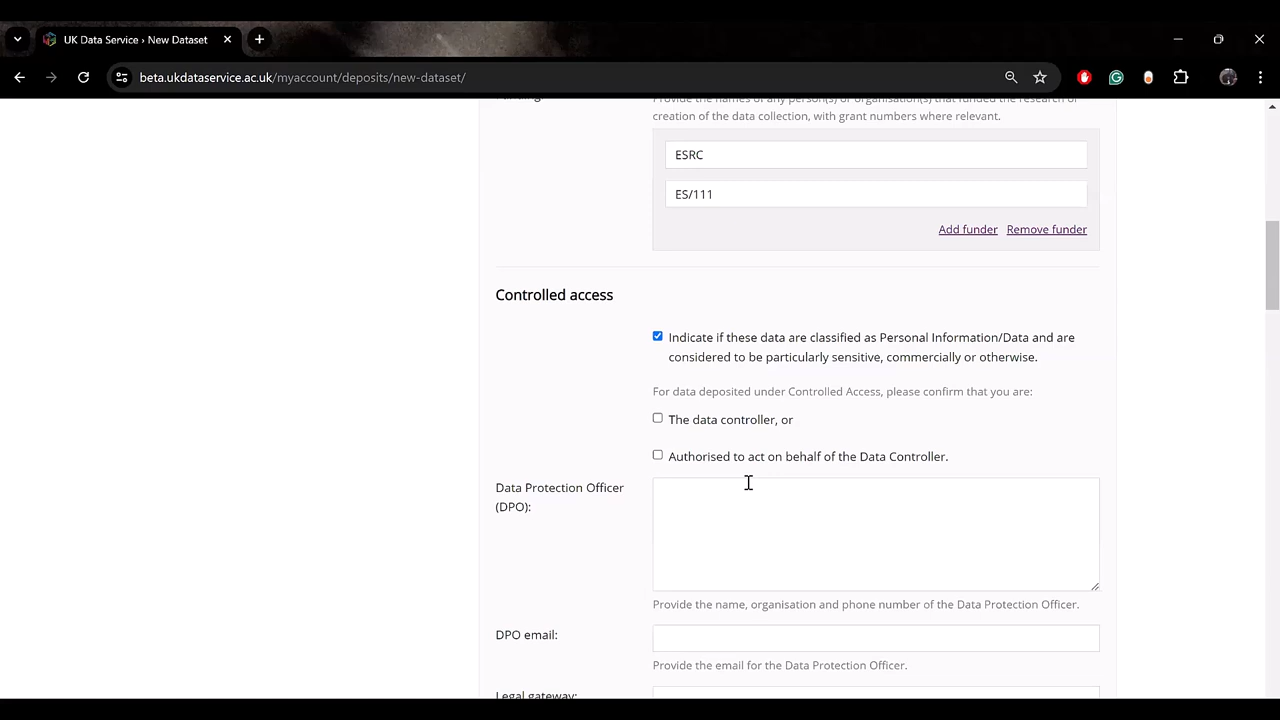 UK Data Service › New Dataset
beta.ukdataservice.ac.uk/myaccount/deposits/new-dataset/
Provide the names of any person(s) or organisation(s) that funded the research or
creation of the data collection, with grant numbers where relevant.
ESRC
ES/111
Add funder Remove funder
Controlled access
Indicate if these data are classified as Personal Information/Data and are
considered to be particularly sensitive, commercially or otherwise.
For data deposited under Controlled Access, please confirm that you are:
The data controller, or
Authorised to act on behalf of the Data Controller.
Data Protection Officer
(DPO):
Provide the name, organisation and phone number of the Data Protection Officer.
DPO email:
Provide the email for the Data Protection Officer.
Legal gateway: